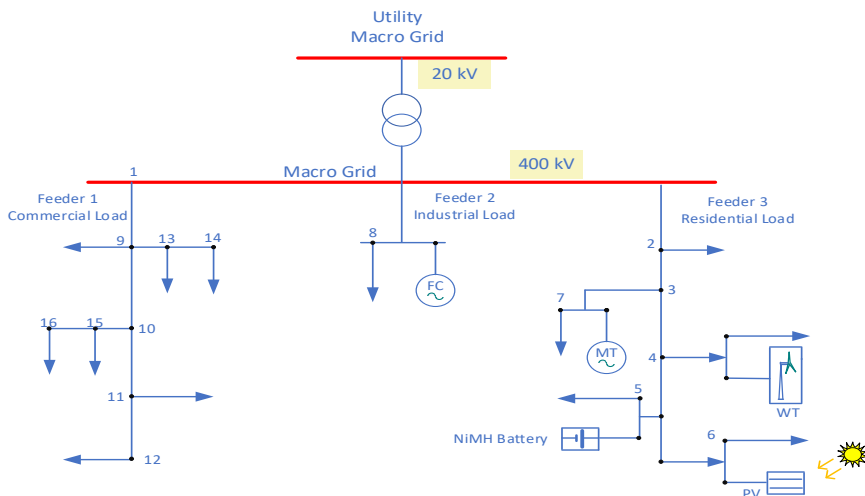 Utility
Macro Grid
20 kV
400 kV
Macro Grid
1
Feeder 1
Commercial Load
Feeder 2
Industrial Load
Feeder 3
Residential Load
9
13
14
8
2
FC
3
7
16
15
10
MT
4
11
5
WT
NiMH Battery
6
12
PV